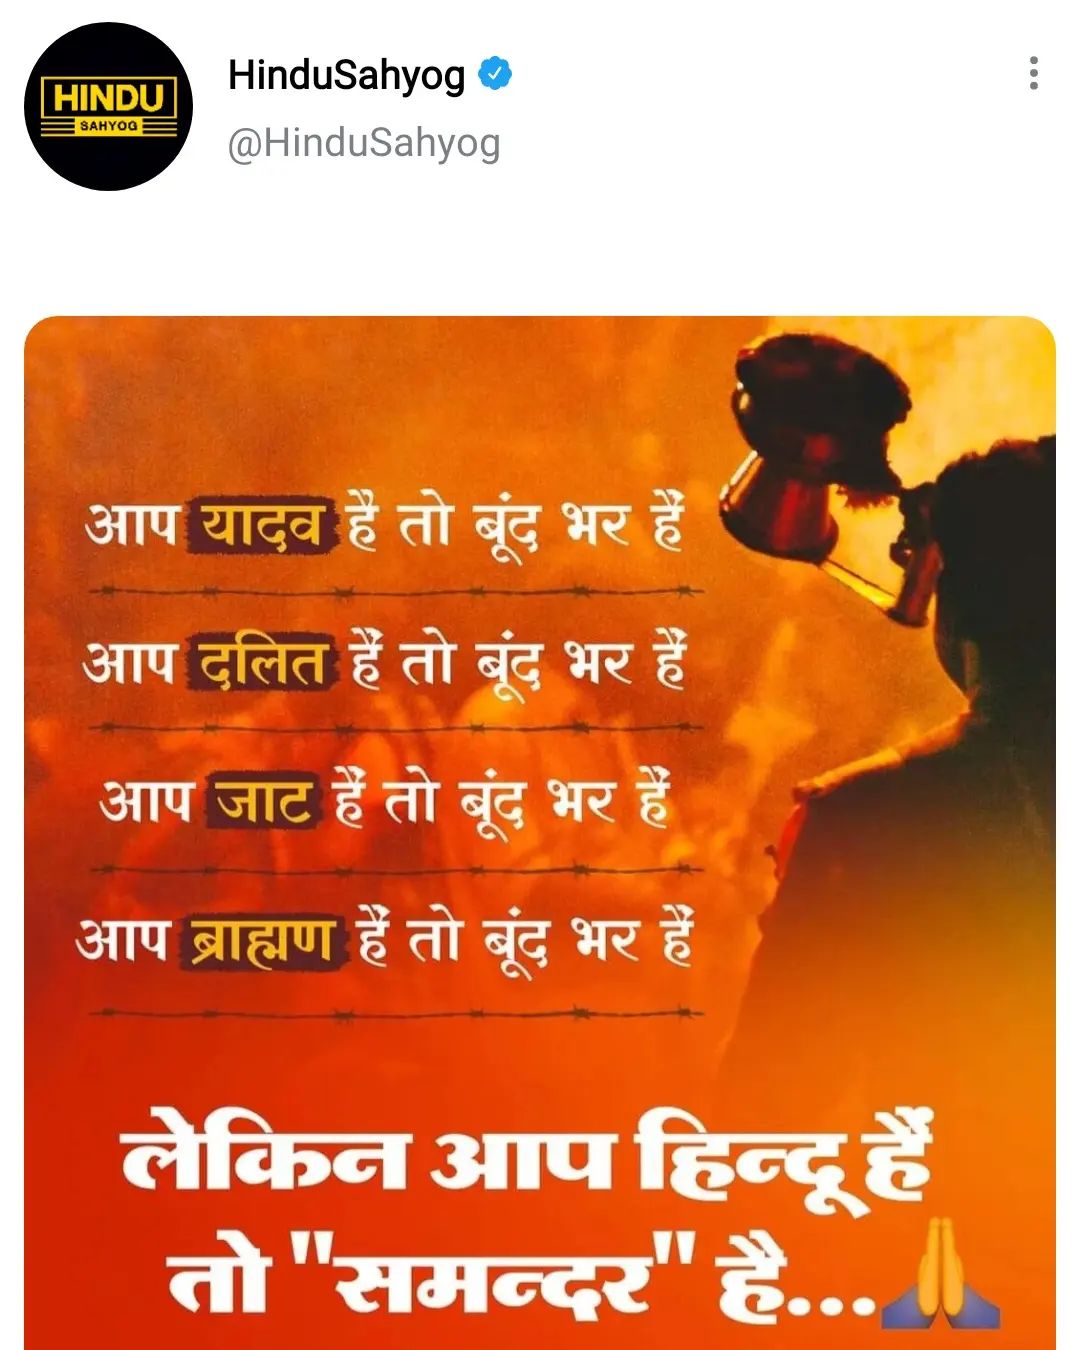 HINDU
SAHYOG
HinduSahyog
@HinduSahyog
आप यादव है तो बूंद भर हैं
आप दलित हैं तो बूंद भर हैं
आप जाट हैं तो बूंद भर हैं
आप ब्राह्मण हैं तो बूंद भर हैं
लेकिन आप हिन्दू हैं
तो "समन्दर" है...🙏